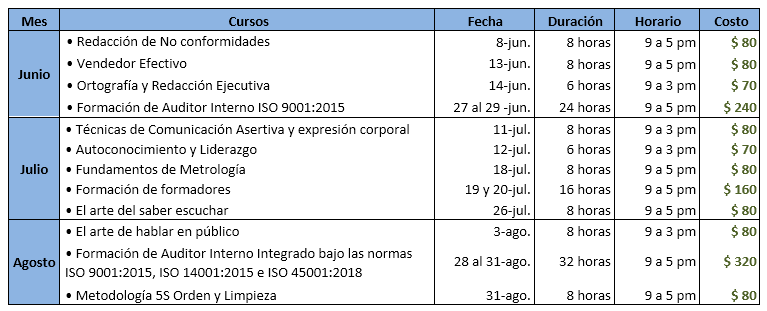 Mes Cursos Fecha Duración Horario Costo
Junio
• Redacción de No conformidades 8-jun. 8 horas 9 a 5 pm $ 80
• Vendedor Efectivo 13-jun. 8 horas 9 a 5 pm $ 80
• Ortografía y Redacción Ejecutiva 14-jun. 6 horas 9 a 3 pm $ 70
• Formación de Auditor Interno ISO 9001:2015 27 al 29 -jun. 24 horas 9 a 5 pm $ 240
Julio
• Técnicas de Comunicación Asertiva y expresión corporal 11-jul. 8 horas 9 a 3 pm $ 80
• Autoconocimiento y Liderazgo 12-jul. 6 horas 9 a 3 pm $ 70
• Fundamentos de Metrología 18-jul. 8 horas 9 a 5 pm $ 80
• Formación de formadores 19 y 20-jul. 16 horas 9 a 5 pm $ 160
• El arte del saber escuchar 26-jul. 8 horas 9 a 5 pm $ 80
Agosto
• El arte de hablar en público 3-ago. 8 horas 9 a 3 pm $ 80
• Formación de Auditor Interno Integrado bajo las normas
ISO 9001:2015, ISO 14001:2015 e ISO 45001:2018 28 al 31-ago. 32 horas 9 a 5 pm $ 320
• Metodología 5S Orden y Limpieza 31-ago. 8 horas 9 a 5 pm $ 80